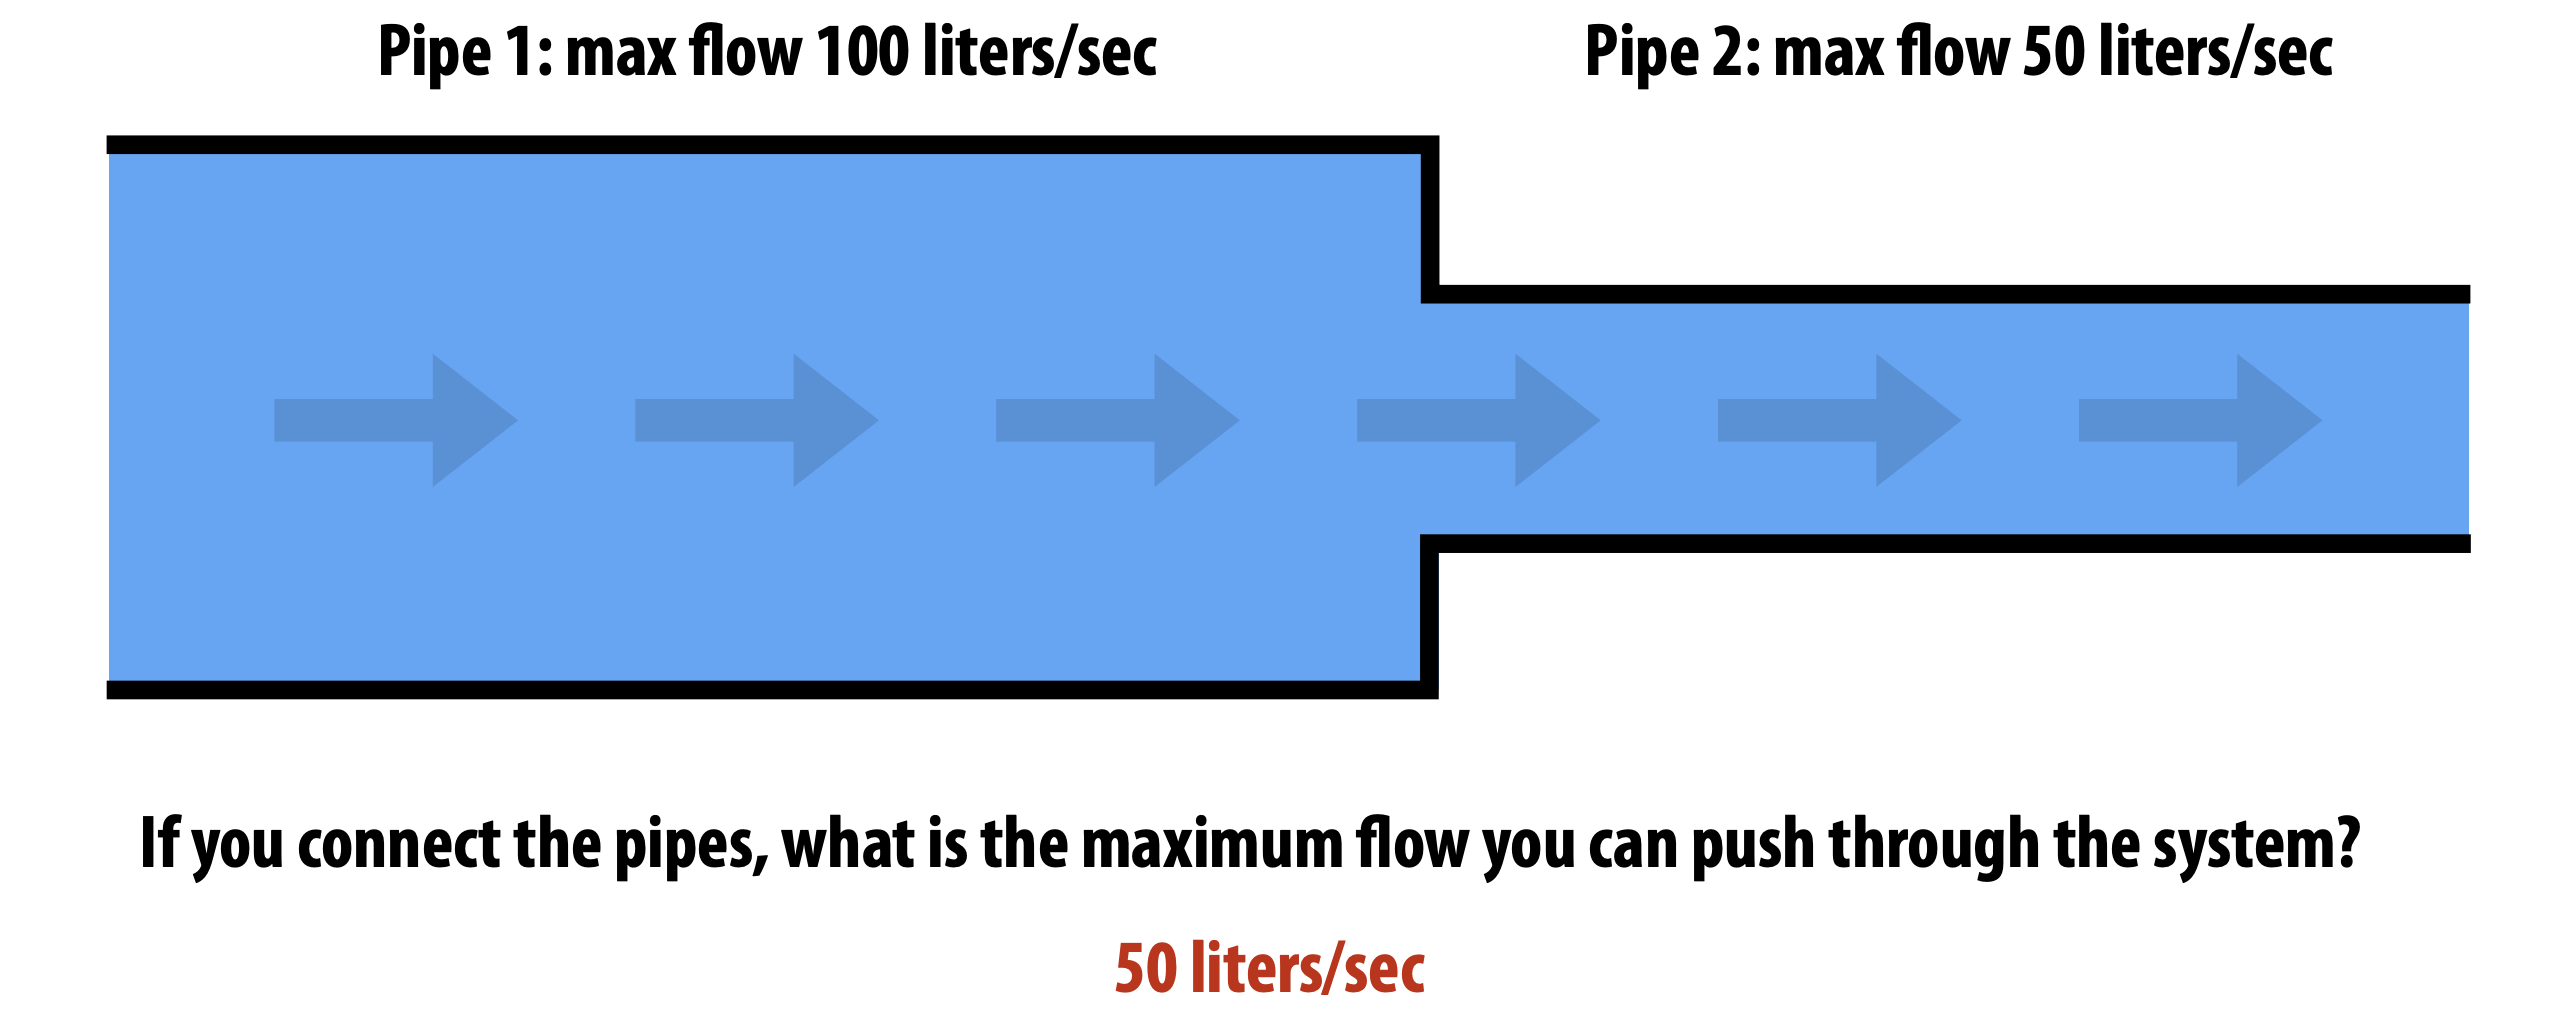 Pipe 1: max flow 100 liters/sec
Pipe 2: max flow 50 liters/sec
If you connect the pipes, what is the maximum flow you can push through the system?
50 liters/sec